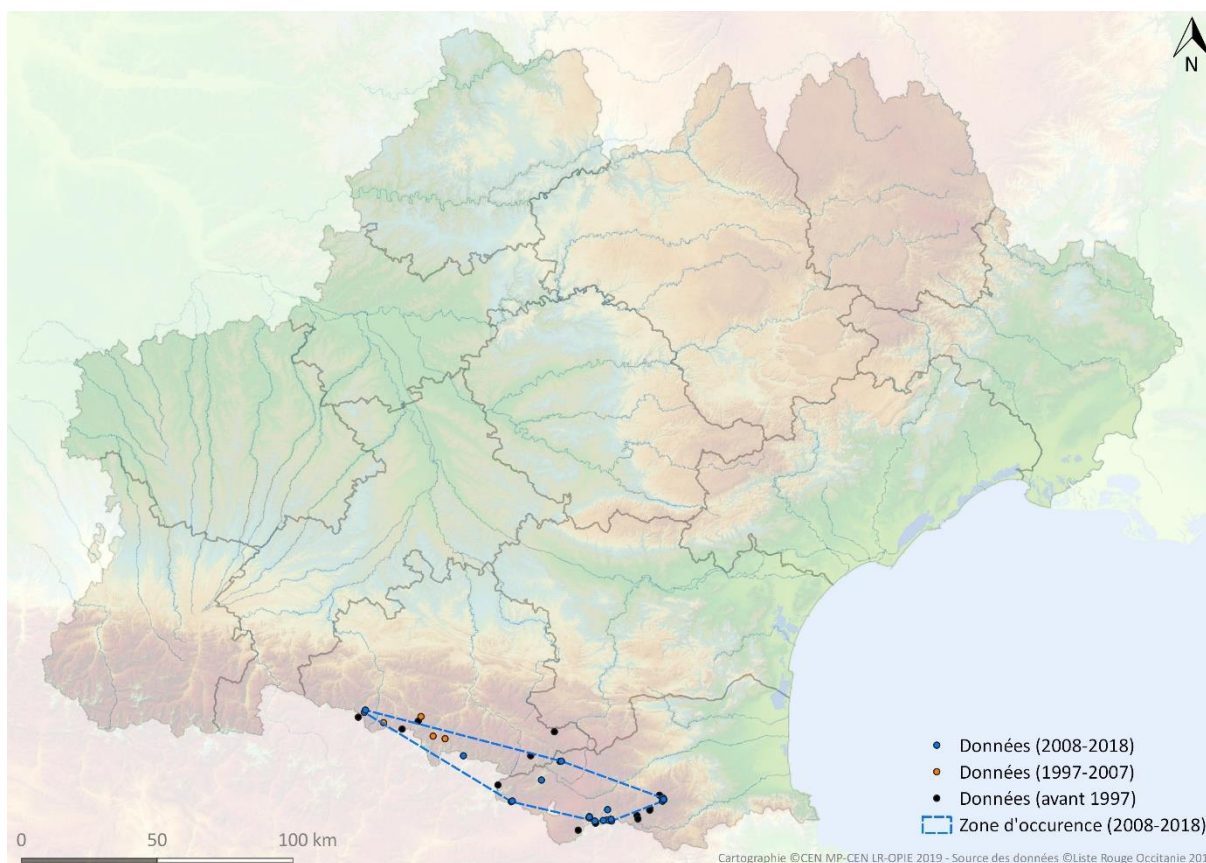 N
Données (2008-2018)
Données (1997-2007)
Données (avant 1997)
Zone d'occurence (2008-2018)
0 50 100 km
Cartographie ©CEN MP-CEN LR-OPIE 2019 - Source des données ©Liste Rouge Occitanie 201